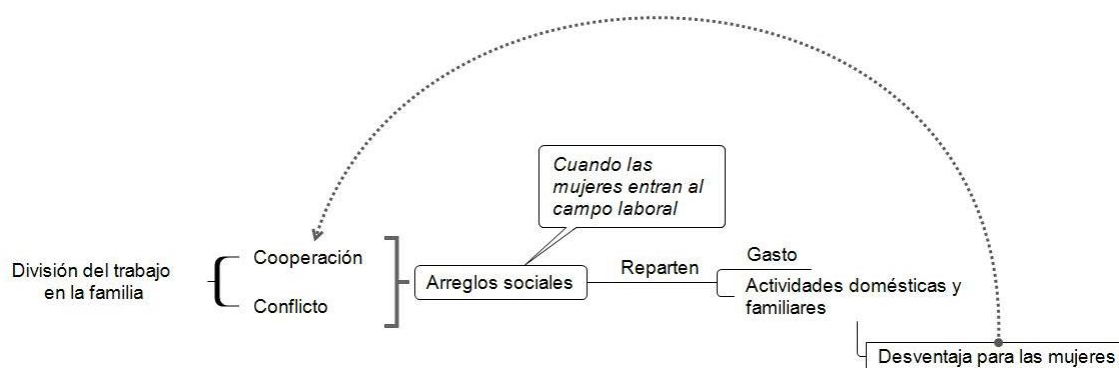 Cuando las
mujeres entran al
campo laboral
División del trabajo
en la familia
Cooperación
Conflicto
Arreglos sociales
Reparten
Gasto
Actividades domésticas y
familiares
Desventaja para las mujeres